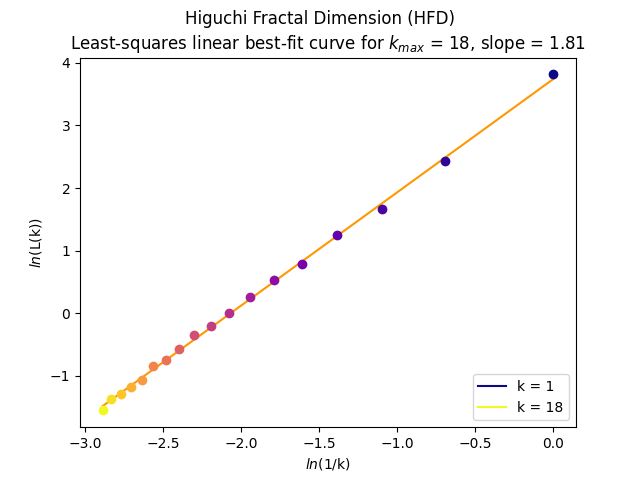 Higuchi Fractal Dimension (HFD)
Least-squares linear best-fit curve for k_max = 18, slope = 1.81
4
3
2
1
0
−1
ln(L(k))
−3.0 −2.5 −2.0 −1.5 −1.0 −0.5 0.0
ln(1/k)
k = 1
k = 18